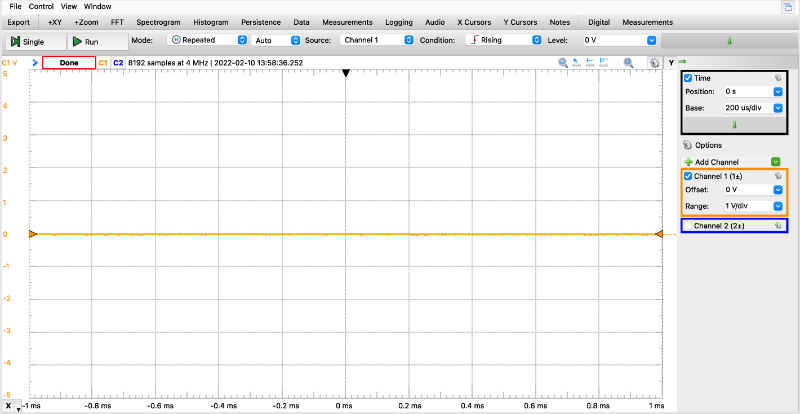 File Control View Window
Export +XY +Zoom FFT Spectrogram Histogram Persistence Data Measurements Logging Audio X Cursors Y Cursors Notes Digital Measurements
Single Run Mode: Repeated Auto Source: Channel 1 Condition: Rising Level: 0 V
C1 V Done C1 C2 8192 samples at 4 MHz | 2022-02-10 13:58:36.252 Y
5
4
3
2
1
0
-1
-2
-3
-4
-5
X -1 ms -0.8 ms -0.6 ms -0.4 ms -0.2 ms 0 ms 0.2 ms 0.4 ms 0.6 ms 0.8 ms 1 ms
Time
Position: 0 s
Base: 200 us/div
Options
Add Channel
Channel 1 (1±)
Offset: 0 V
Range: 1 V/div
Channel 2 (2±)